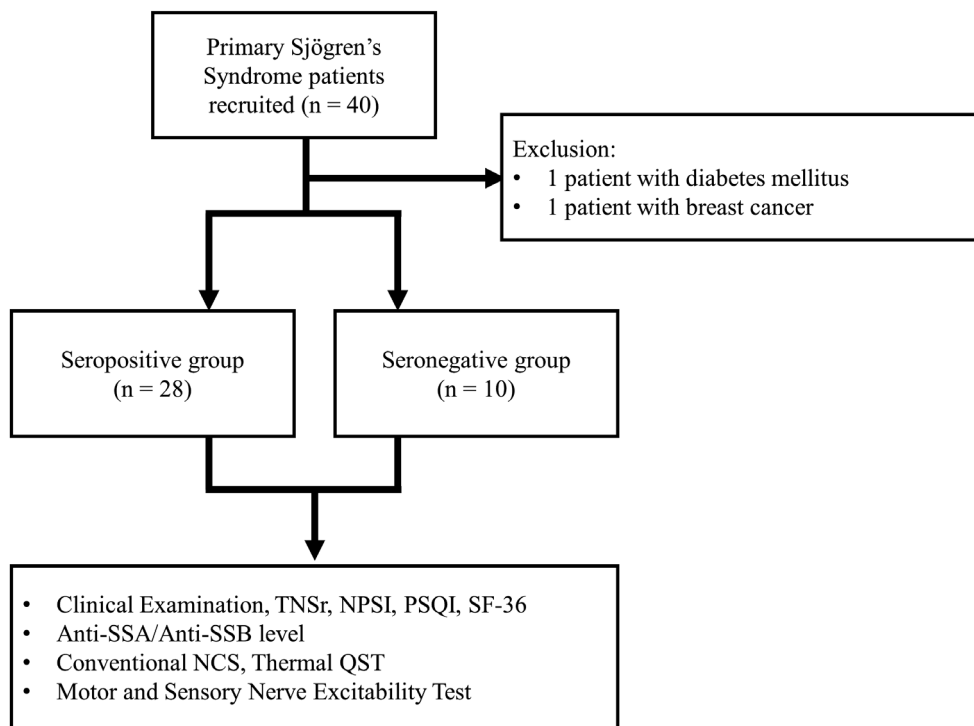 Primary Sjögren’s
Syndrome patients
recruited (n = 40)
Exclusion:
• 1 patient with diabetes mellitus
• 1 patient with breast cancer
Seropositive group
(n = 28)
Seronegative group
(n = 10)
• Clinical Examination, TNSr, NPSI, PSQI, SF-36
• Anti-SSA/Anti-SSB level
• Conventional NCS, Thermal QST
• Motor and Sensory Nerve Excitability Test